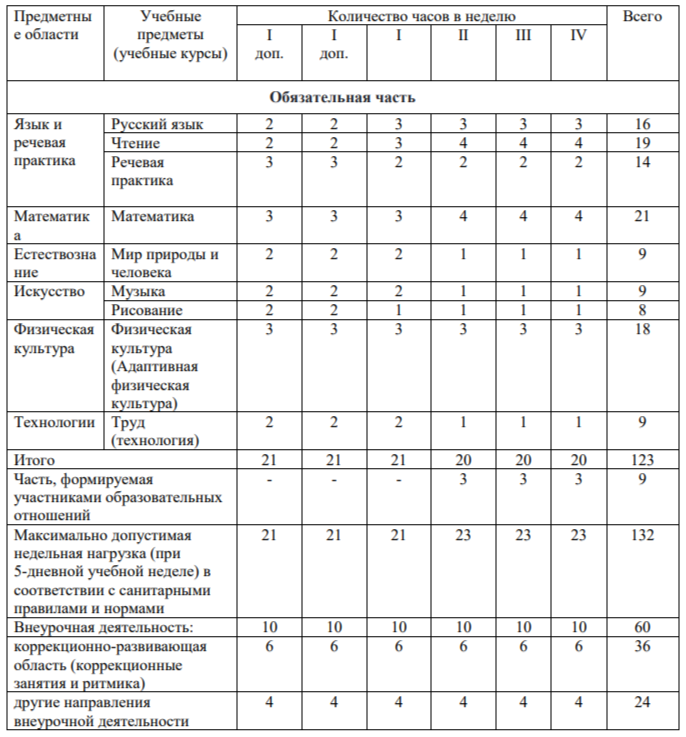 Предметны Учебные Количество часов в неделю Всего
е области предметы I I I II III IV
(учебные курсы) доп. доп.
Обязательная часть
Язык и Русский язык 2 2 3 3 3 3 16
речевая Чтение 2 2 3 4 4 4 19
практика Речевая 3 3 2 2 2 2 14
практика
Математик Математика 3 3 3 4 4 4 21
а
Естествозна Мир природы и 2 2 2 1 1 1 9
ние человека
Искусство Музыка 2 2 2 1 1 1 9
Рисование 2 2 1 1 1 1 8
Физическая Физическая 3 3 3 3 3 3 18
культура культура
(Адаптивная
физическая
культура)
Технологии Труд 2 2 2 1 1 1 9
(технология)
Итого 21 21 21 20 20 20 123
Часть, формируемая - - - 3 3 3 9
участниками образовательных
отношений
Максимально допустимая 21 21 21 23 23 23 132
недельная нагрузка (при
5-дневной учебной неделе) в
соответствии с санитарными
правилами и нормами
Внеурочная деятельность: 10 10 10 10 10 10 60
коррекционно-развивающая 6 6 6 6 6 6 36
область (коррекционные
занятия и ритмика)
другие направления 4 4 4 4 4 4 24
внеурочной деятельности